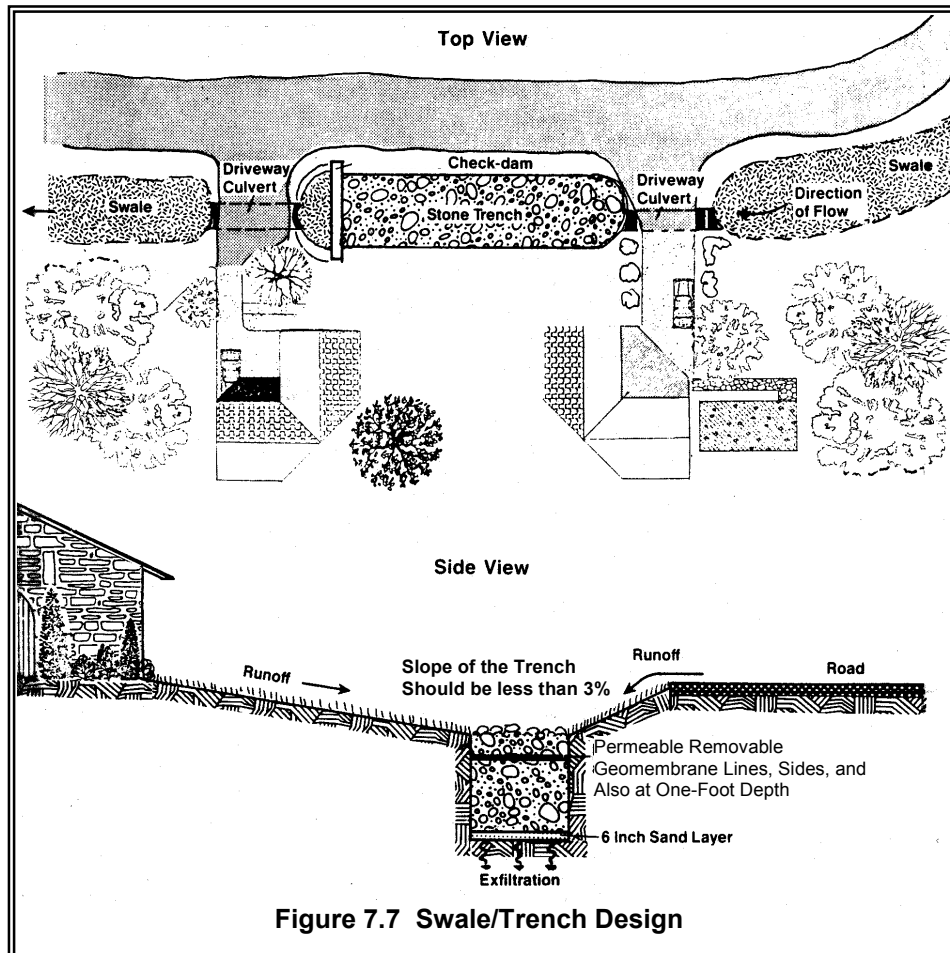 Top View
Driveway
Culvert
Check-dam
Driveway
Culvert
Swale
Swale
Stone Trench
Direction
of Flow
Side View
Runoff
Slope of the Trench
Should be less than 3%
Runoff
Road
Permeable Removable
Geomembrane Lines, Sides, and
Also at One-Foot Depth
6 Inch Sand Layer
Exfiltration
Figure 7.7 Swale/Trench Design